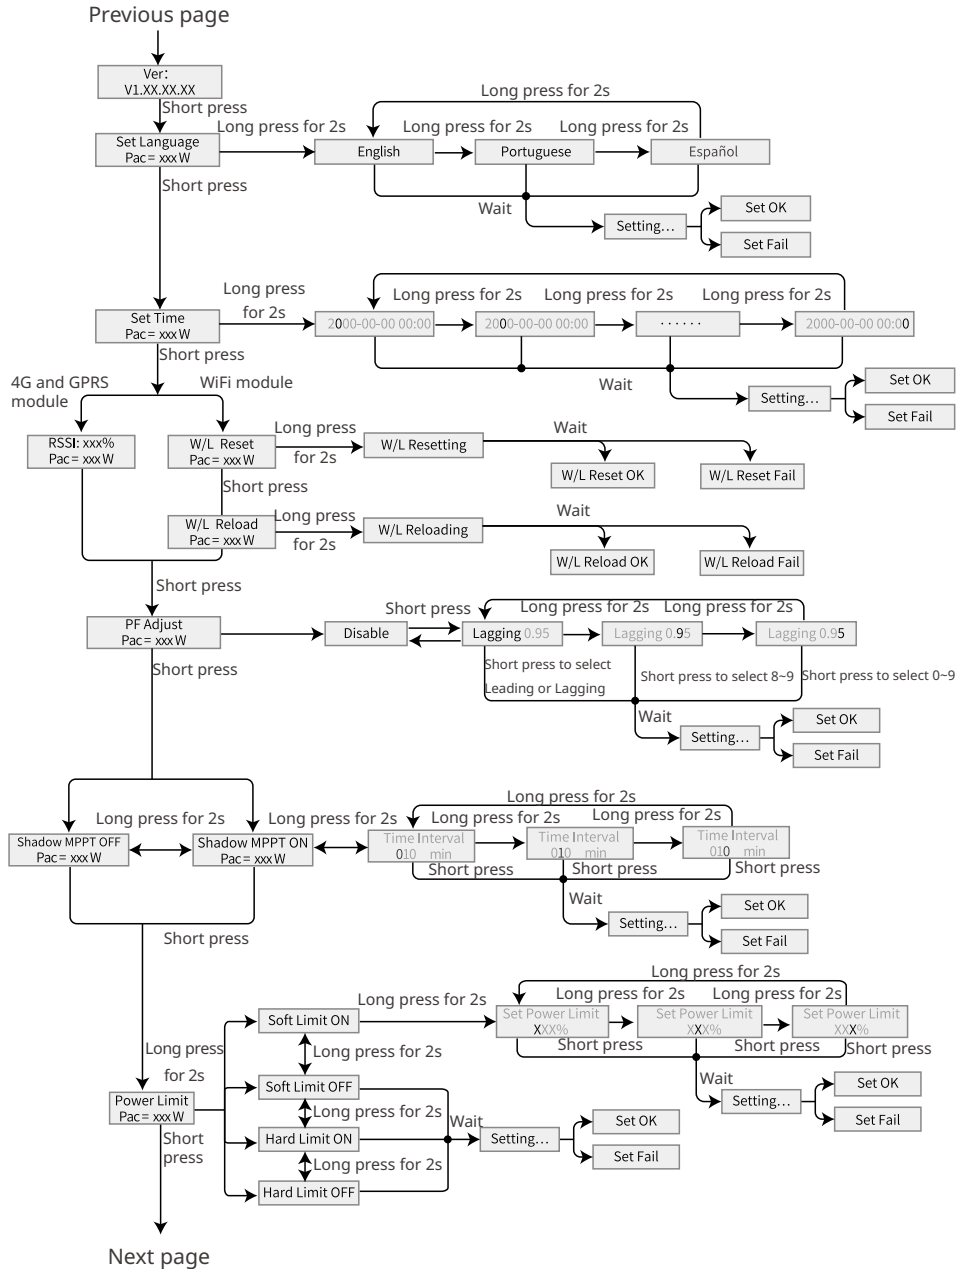 Previous page
Ver:
V1.XX.XX.XX
Short press
Long press for 2s
Long press for 2s
Long press for 2s
Long press for 2s
Set Language
Pac= xxx W
English
Portuguese
Español
Short press
Wait
Setting...
Set OK
Set Fail
Long press
for 2s
Long press for 2s
Long press for 2s
Long press for 2s
Set Time
Pac= xxx W
2000-00-00 00:00
2000-00-00 00:00
······
2000-00-00 00:00
Short press
Wait
Setting...
Set OK
Set Fail
4G and GPRS
module
WiFi module
RSSI: xxx%
Pac= xxx W
W/L Reset
Pac= xxx W
Long press
for 2s
W/L Resetting
Wait
W/L Reset OK
W/L Reset Fail
Short press
W/L Reload
Pac= xxx W
Long press
for 2s
W/L Reloading
Wait
W/L Reload OK
W/L Reload Fail
Short press
PF Adjust
Pac= xxx W
Disable
Short press
Long press for 2s
Long press for 2s
Lagging 0.95
Lagging 0.95
Lagging 0.95
Short press
Short press to select
Leading or Lagging
Short press to select 8~9
Short press to select 0~9
Wait
Setting...
Set OK
Set Fail
Long press for 2s
Long press for 2s
Long press for 2s
Long press for 2s
Long press for 2s
Shadow MPPT OFF
Pac= xxx W
Shadow MPPT ON
Pac= xxx W
Time Interval
010 min
Time Interval
010 min
Time Interval
010 min
Short press
Short press
Short press
Wait
Setting...
Set OK
Set Fail
Short press
Long press for 2s
Long press for 2s
Long press for 2s
Long press for 2s
Soft Limit ON
Set Power Limit
XXX%
Set Power Limit
XXX%
Set Power Limit
XXX%
Short press
Short press
Short press
Long press
for 2s
Long press for 2s
Soft Limit OFF
Wait
Setting...
Set OK
Set Fail
Power Limit
Pac= xxx W
Long press for 2s
Hard Limit ON
Wait
Setting...
Set OK
Set Fail
Short
press
Long press for 2s
Hard Limit OFF
Next page